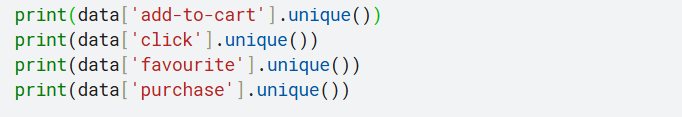 print(data['add-to-cart'].unique())
print(data['click'].unique())
print(data['favourite'].unique())
print(data['purchase'].unique())